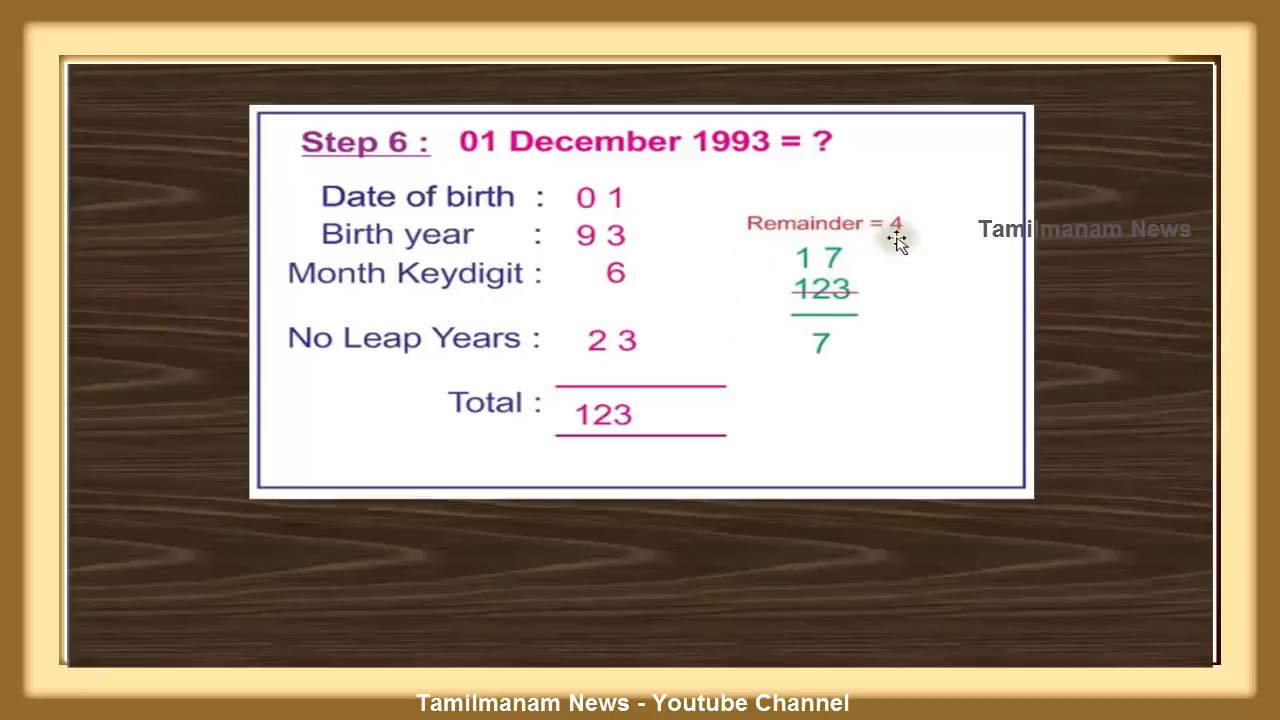 Step 6 : 01 December 1993 = ?
Date of birth : 0 1
Birth year : 9 3
Month Keydigit : 6
No Leap Years : 2 3
Total : 123
Remainder = 4
1 7
123
7
Tamilmanam News
Tamilmanam News - Youtube Channel